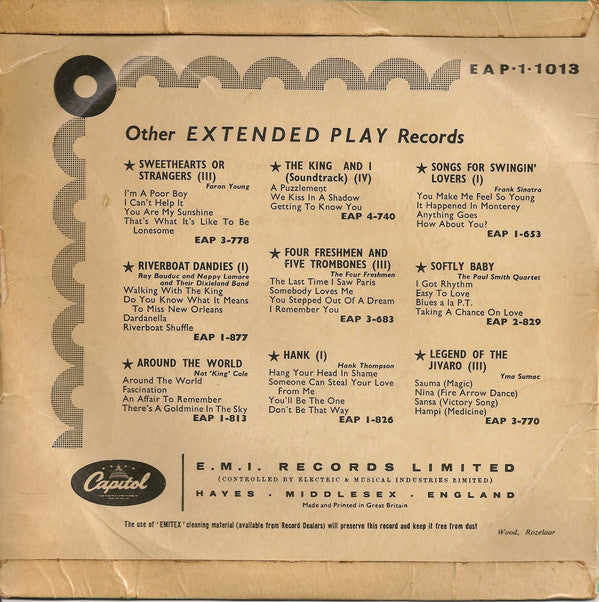 EAP·1-1013
Other EXTENDED PLAY Records
★ SWEETHEARTS OR
STRANGERS (III)
Faron Young
I'm A Poor Boy
I Can't Help It
You Are My Sunshine
That's What It's Like To Be
Lonesome
EAP 3-778
★ THE KING AND I
(Soundtrack) (IV)
A Puzzlement
We Kiss In A Shadow
Getting To Know You
EAP 4-740
★ SONGS FOR SWINGIN'
LOVERS (I)
Frank Sinatra
You Make Me Feel So Young
It Happened In Monterey
Anything Goes
How About You?
EAP 1-653
★ RIVERBOAT DANDIES (I)
Ray Bauduc and Nappy Lamare
and Their Dixieland Band
Walking With The King
Do You Know What It Means
To Miss New Orleans
Dardanella
Riverboat Shuffle
EAP 1-877
★ FOUR FRESHMEN AND
FIVE TROMBONES (III)
The Four Freshmen
The Last Time I Saw Paris
Somebody Loves Me
You Stepped Out Of A Dream
I Remember You
EAP 3-683
★ SOFTLY BABY
The Paul Smith Quartet
I Got Rhythm
Easy To Love
Blues a la P.T.
Taking A Chance On Love
EAP 2-829
★ AROUND THE WORLD
Nat 'King' Cole
Around The World
Fascination
An Affair To Remember
There's A Goldmine In The Sky
EAP 1-813
★ HANK (I)
Hank Thompson
Hang Your Head In Shame
Someone Can Steal Your Love
From Me
You'll Be The One
Don't Be That Way
EAP 1-826
★ LEGEND OF THE
JIVARO (III)
Yma Sumac
Sauma (Magic)
Nina (Fire Arrow Dance)
Sansa (Victory Song)
Hampi (Medicine)
EAP 3-770
Capitol
E.M.I. RECORDS LIMITED
(CONTROLLED BY ELECTRIC & MUSICAL INDUSTRIES LIMITED)
HAYES · MIDDLESEX · ENGLAND
Made and Printed in Great Britain
The use of 'EMITEX' cleaning material (available from Record Dealers) will preserve this record and keep it free from dust
Wood, Rozelaar